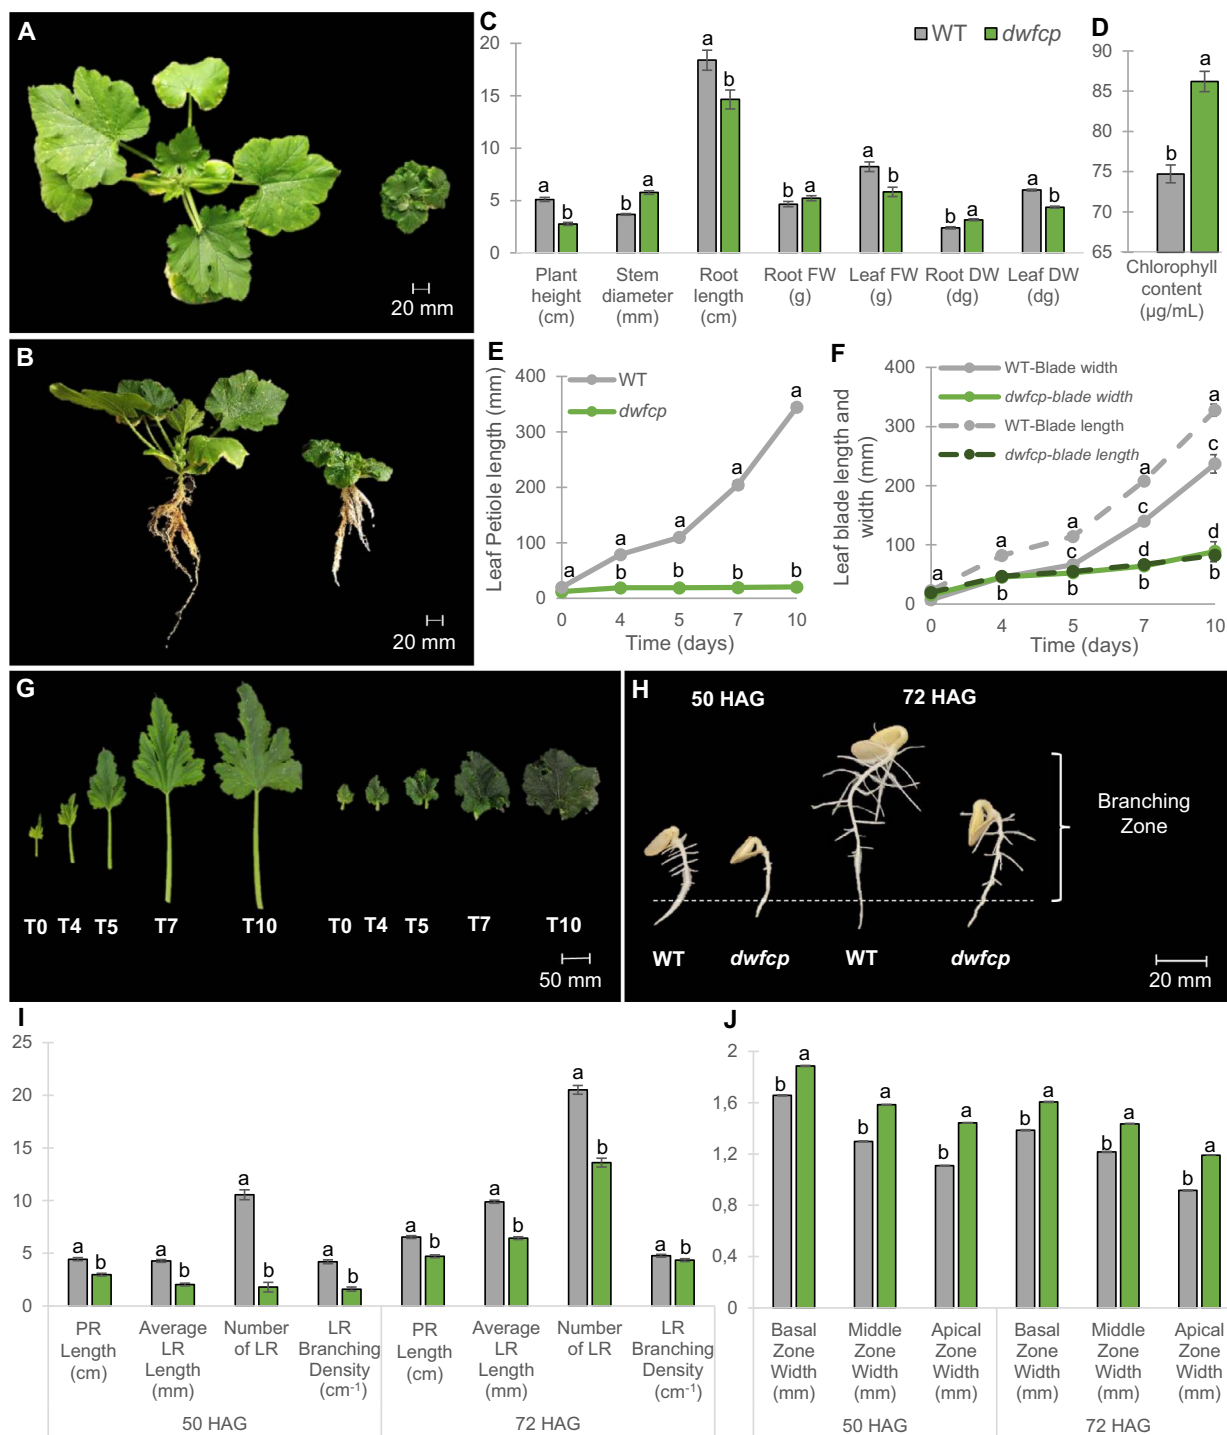 A
20 mm
B
20 mm
C
WT dwfcp
20
15
10
5
0
a b b a a b b a a b b a a b
Plant height (cm)
Stem diameter (mm)
Root length (cm)
Root FW (g)
Leaf FW (g)
Root DW (dg)
Leaf DW (dg)
D
90
85
80
75
70
65
b a
Chlorophyll content (µg/mL)
E
Leaf Petiole length (mm)
WT
dwfcp
400
300
200
100
0
a a a a a
b b b b
0 4 5 7 10
Time (days)
F
Leaf blade length and width (mm)
WT-Blade width
dwfcp-blade width
WT-Blade length
dwfcp-blade length
400
300
200
100
0
a a a a a
c c c
d d
b b b b
0 4 5 7 10
Time (days)
G
T0 T4 T5 T7 T10 T0 T4 T5 T7 T10
50 mm
H
50 HAG 72 HAG
Branching Zone
WT dwfcp WT dwfcp
20 mm
I
25
20
15
10
5
0
a b a b a b a b a b a b a b a b
PR Length (cm)
Average LR Length (mm)
Number of LR
LR Branching Density (cm⁻¹)
PR Length (cm)
Average LR Length (mm)
Number of LR
LR Branching Density (cm⁻¹)
50 HAG 72 HAG
J
2
1,6
1,2
0,8
0,4
0
b a b a b a b a b a b a
Basal Zone Width (mm)
Middle Zone Width (mm)
Apical Zone Width (mm)
Basal Zone Width (mm)
Middle Zone Width (mm)
Apical Zone Width (mm)
50 HAG 72 HAG